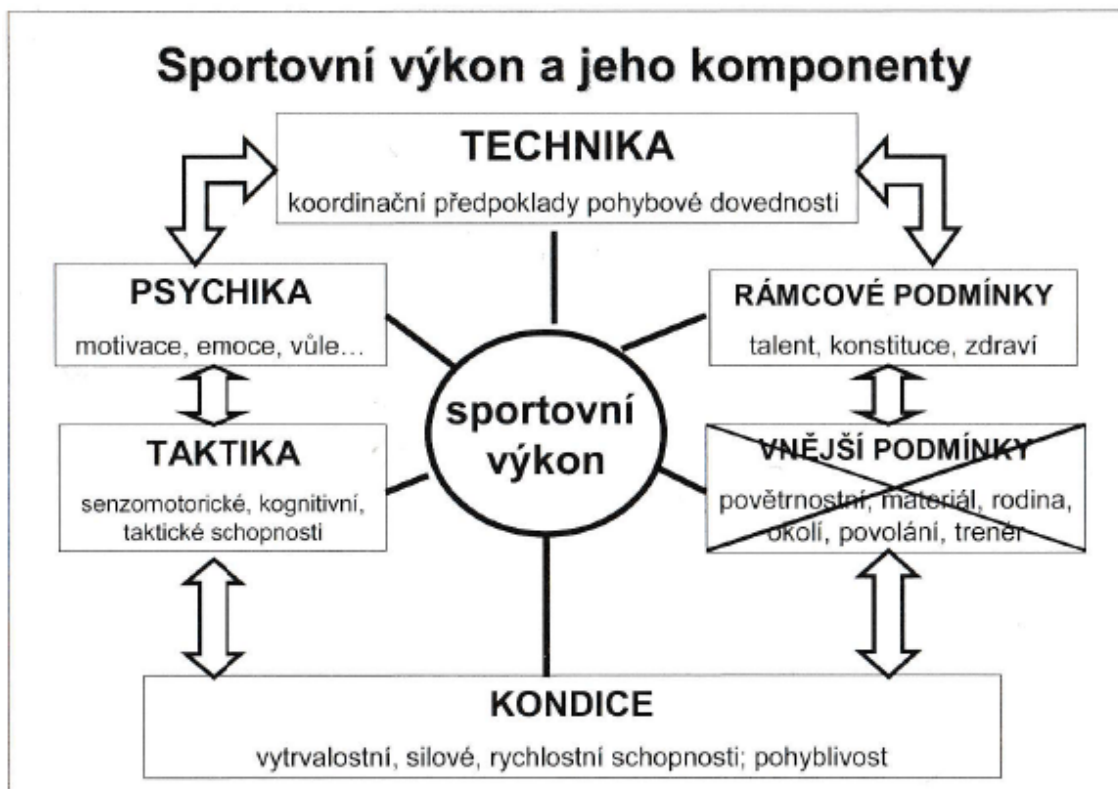 Sportovní výkon a jeho komponenty
TECHNIKA
koordinační předpoklady pohybové dovednosti
PSYCHIKA
motivace, emoce, vůle...
RÁMCOVÉ PODMÍNKY
talent, konstituce, zdraví
sportovní
výkon
TAKTIKA
senzomotorické, kognitivní,
taktické schopnosti
VNĚJŠÍ PODMÍNKY
povětrnostní, materiál, rodina,
okolí, povolání, trenér
KONDICE
vytrvalostní, silové, rychlostní schopnosti; pohyblivost